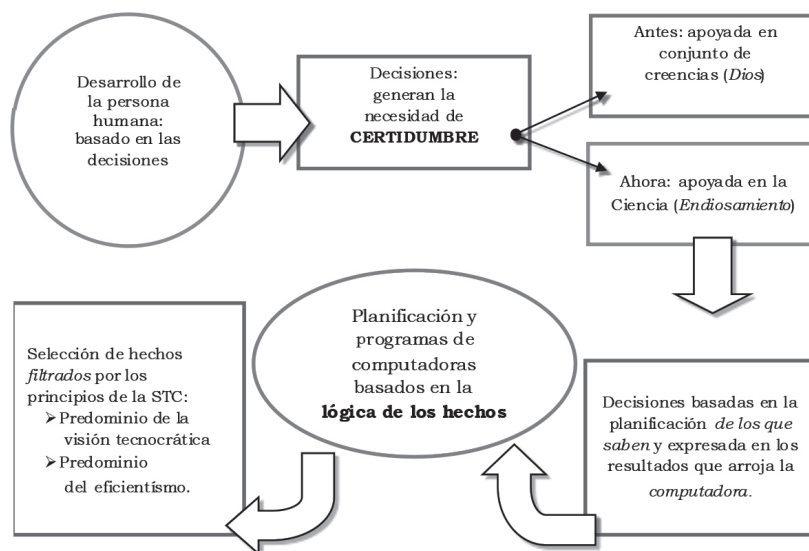 Desarrollo de
la persona
humana:
basado en las
decisiones
Decisiones:
generan la
necesidad de
CERTIDUMBRE
Antes: apoyada en
conjunto de
creencias (Dios)
Ahora: apoyada en la
Ciencia (Endiosamiento)
Decisiones basadas en la
planificación de los que
saben y expresada en los
resultados que arroja la
computadora.
Planificación y
programas de
computadoras
basados en la
lógica de los hechos
Selección de hechos
filtrados por los
principios de la STC:
➢ Predominio de la
visión tecnocrática
➢ Predominio
del eficientísmo.